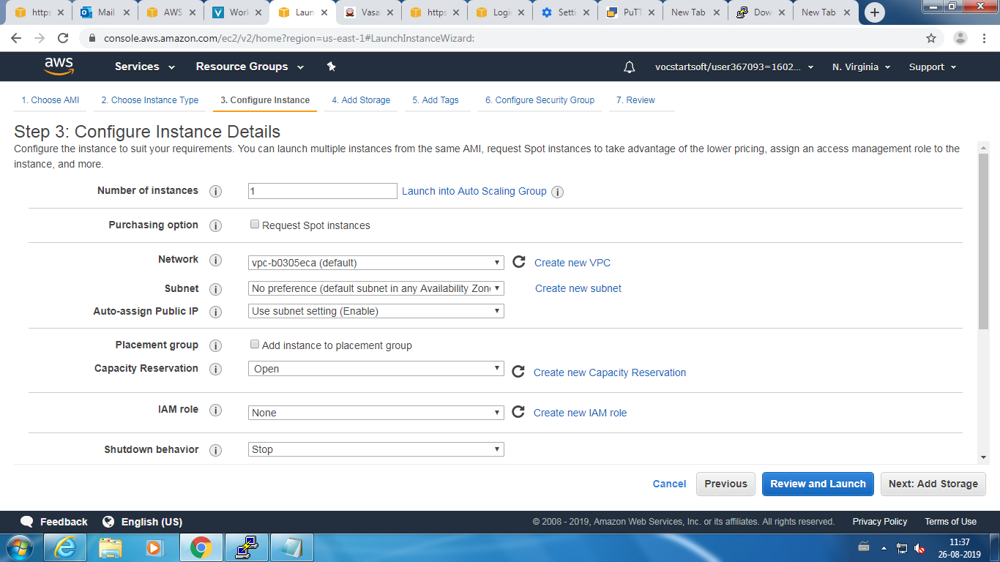 https
Mail
AWS
Work
Laun
Vasa
https
Login
Setti
PuTT
New Tab
Dow
New Tab
console.aws.amazon.com/ec2/v2/home?region=us-east-1#LaunchInstanceWizard:
aws Services Resource Groups vocstartsoft/user367093=1602... N. Virginia Support
1. Choose AMI 2. Choose Instance Type 3. Configure Instance 4. Add Storage 5. Add Tags 6. Configure Security Group 7. Review
Step 3: Configure Instance Details
Configure the instance to suit your requirements. You can launch multiple instances from the same AMI, request Spot instances to take advantage of the lower pricing, assign an access management role to the
instance, and more.
Number of instances 1 Launch into Auto Scaling Group
Purchasing option Request Spot instances
Network vpc-b0305eca (default) Create new VPC
Subnet No preference (default subnet in any Availability Zon Create new subnet
Auto-assign Public IP Use subnet setting (Enable)
Placement group Add instance to placement group
Capacity Reservation Open Create new Capacity Reservation
IAM role None Create new IAM role
Shutdown behavior Stop
Cancel Previous Review and Launch Next: Add Storage
Feedback English (US) © 2008 - 2019, Amazon Web Services, Inc. or its affiliates. All rights reserved. Privacy Policy Terms of Use
11:37
26-08-2019